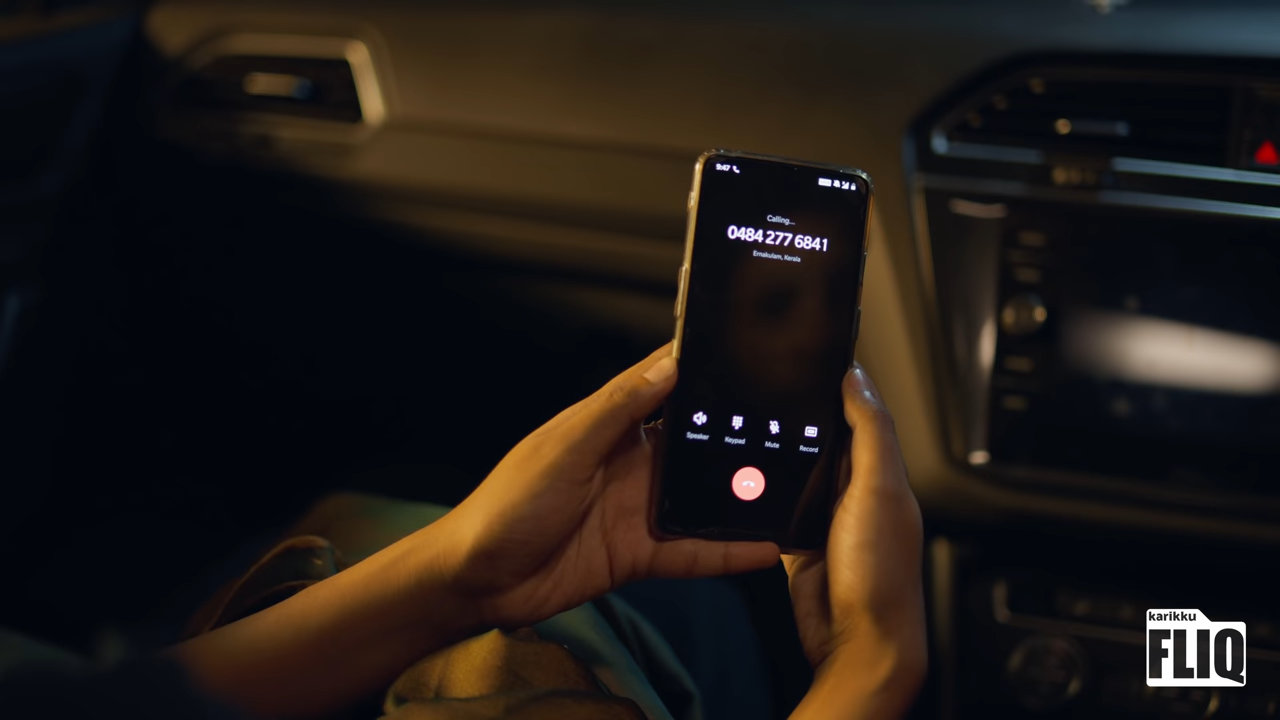 9:47
Calling...
0484 277 6841
Ernakulam, Kerala
Speaker Keypad Mute Record
karikku
FLIQ